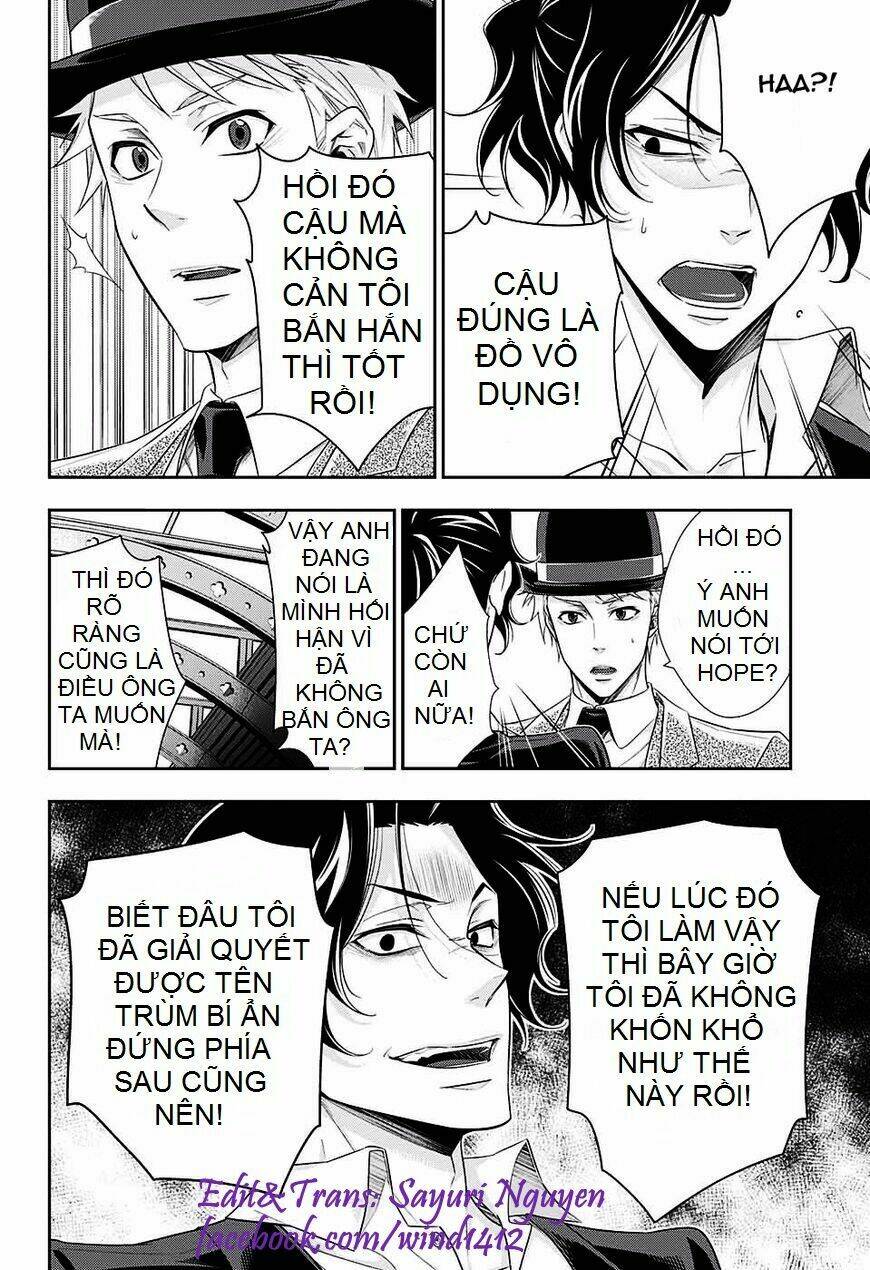 HAA?!
CẬU
ĐÚNG LÀ
ĐỒ VÔ
DỤNG!
HỒI ĐÓ
CẬU MÀ
KHÔNG
CẢN TÔI
BẮN HẮN
THÌ TỐT
RỒI!
HỒI ĐÓ
...
Ý ANH
MUỐN
NÓI TỚI
HOPE?
CHỨ
CÒN
AI
NỮA!
VẬY ANH
ĐANG
NÓI LÀ
MÌNH HỐI
HẬN VÌ
ĐÃ
KHÔNG
BẮN ÔNG
TA?
THÌ ĐÓ
RÕ
RÀNG
CŨNG LÀ
ĐIỀU ÔNG
TA MUỐN
MÀ!
NẾU LÚC ĐÓ
TÔI LÀM VẬY
THÌ BÂY GIỜ
TÔI ĐÃ KHÔNG
KHỐN KHỔ
NHƯ THẾ
NÀY RỒI!
BIẾT ĐÂU TÔI
ĐÃ GIẢI QUYẾT
ĐƯỢC TÊN
TRÙM BÍ ẨN
ĐỨNG PHÍA
SAU CŨNG
NÊN!
Edit&Trans: Sayuri Nguyen
facebook.com/wind1412